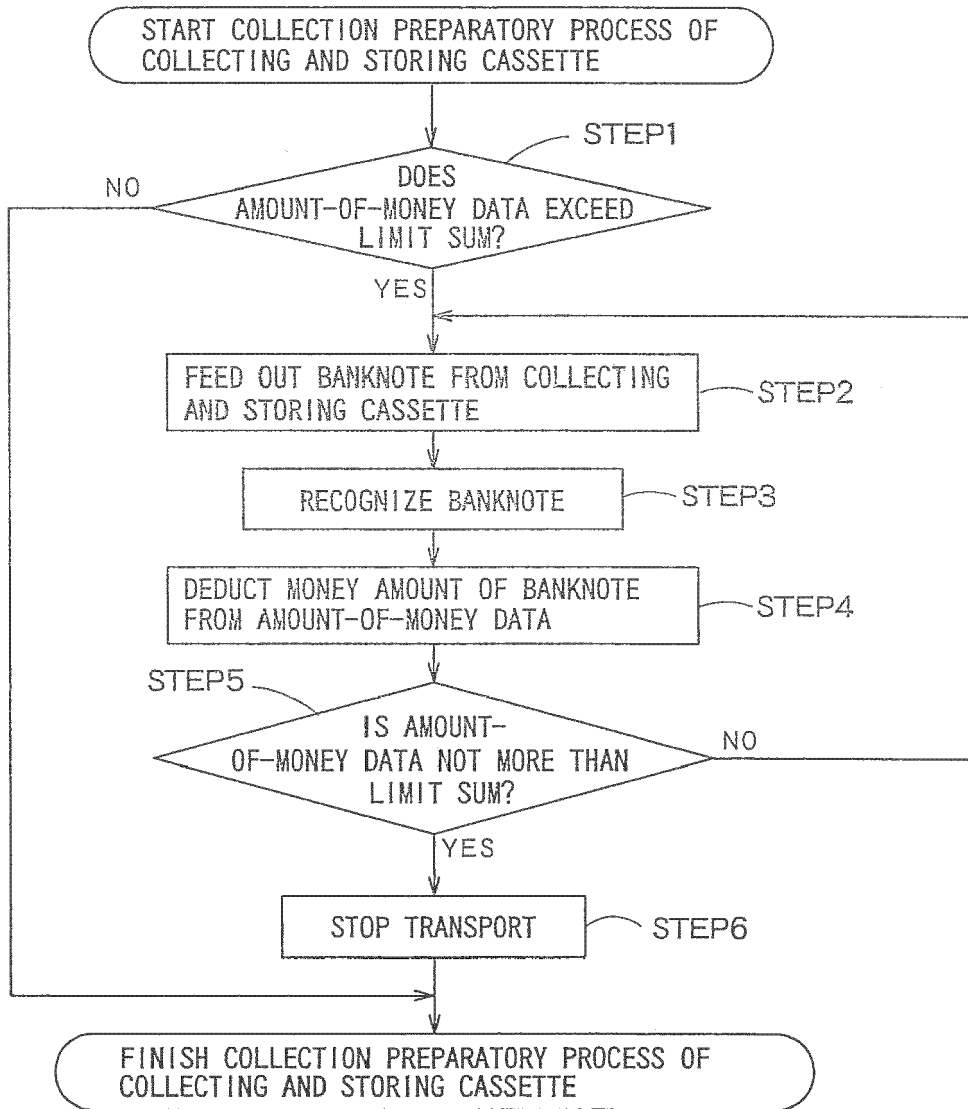 START COLLECTION PREPARATORY PROCESS OF
COLLECTING AND STORING CASSETTE
STEP1
NO
DOES
AMOUNT-OF-MONEY DATA EXCEED
LIMIT SUM?
YES
FEED OUT BANKNOTE FROM COLLECTING
AND STORING CASSETTE
STEP2
RECOGNIZE BANKNOTE
STEP3
DEDUCT MONEY AMOUNT OF BANKNOTE
FROM AMOUNT-OF-MONEY DATA
STEP4
STEP5
IS AMOUNT-
OF-MONEY DATA NOT MORE THAN
LIMIT SUM?
NO
YES
STOP TRANSPORT
STEP6
FINISH COLLECTION PREPARATORY PROCESS OF
COLLECTING AND STORING CASSETTE